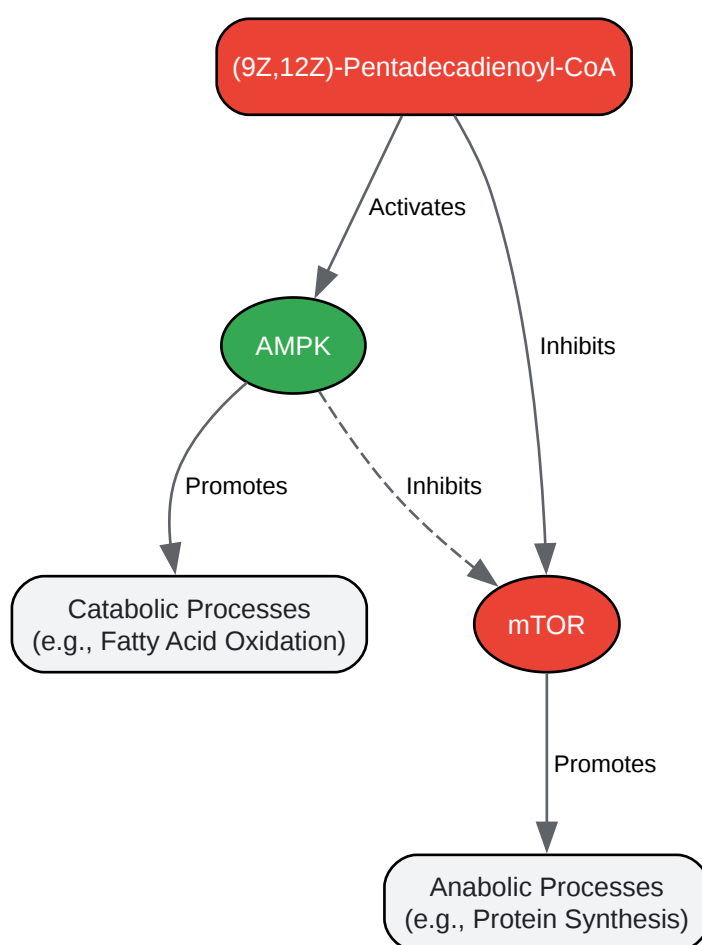 (9Z,12Z)-Pentadecadienoyl-CoA
Activates
AMPK
Inhibits
Promotes
Inhibits
Catabolic Processes
(e.g., Fatty Acid Oxidation)
mTOR
Promotes
Anabolic Processes
(e.g., Protein Synthesis)